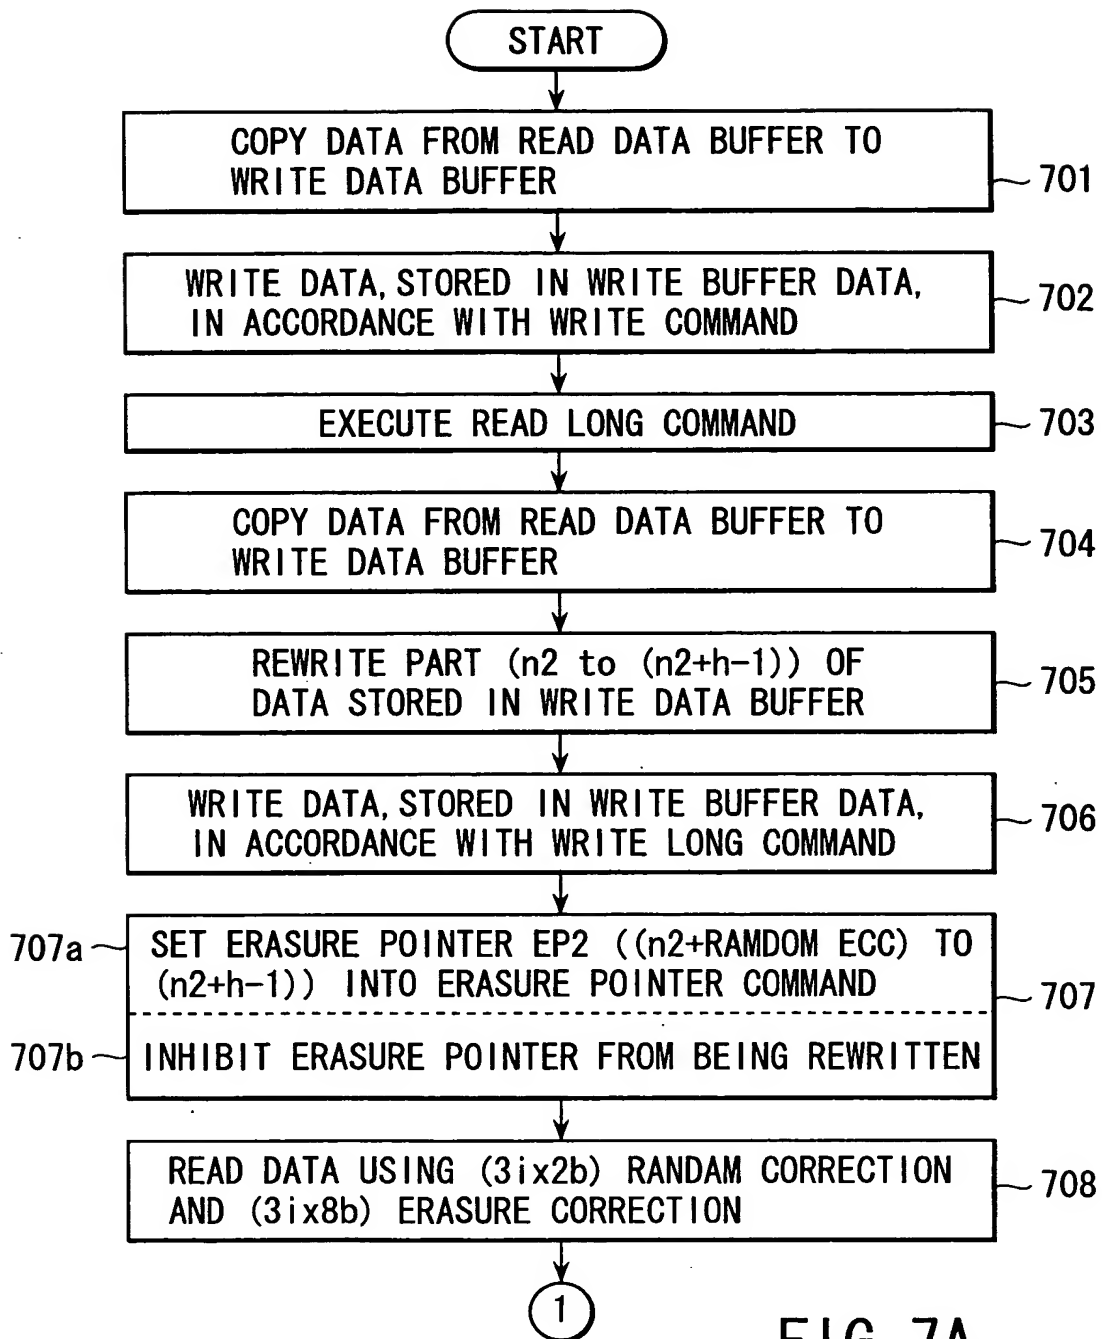 START
COPY DATA FROM READ DATA BUFFER TO
WRITE DATA BUFFER
701
WRITE DATA, STORED IN WRITE BUFFER DATA,
IN ACCORDANCE WITH WRITE COMMAND
702
EXECUTE READ LONG COMMAND
703
COPY DATA FROM READ DATA BUFFER TO
WRITE DATA BUFFER
704
REWRITE PART (n2 to (n2+h-1)) OF
DATA STORED IN WRITE DATA BUFFER
705
WRITE DATA, STORED IN WRITE BUFFER DATA,
IN ACCORDANCE WITH WRITE LONG COMMAND
706
707a
SET ERASURE POINTER EP2 ((n2+RAMDOM ECC) TO
(n2+h-1)) INTO ERASURE POINTER COMMAND
707
707b
INHIBIT ERASURE POINTER FROM BEING REWRITTEN
READ DATA USING (3ix2b) RANDAM CORRECTION
AND (3ix8b) ERASURE CORRECTION
708
1
FIG. 7A